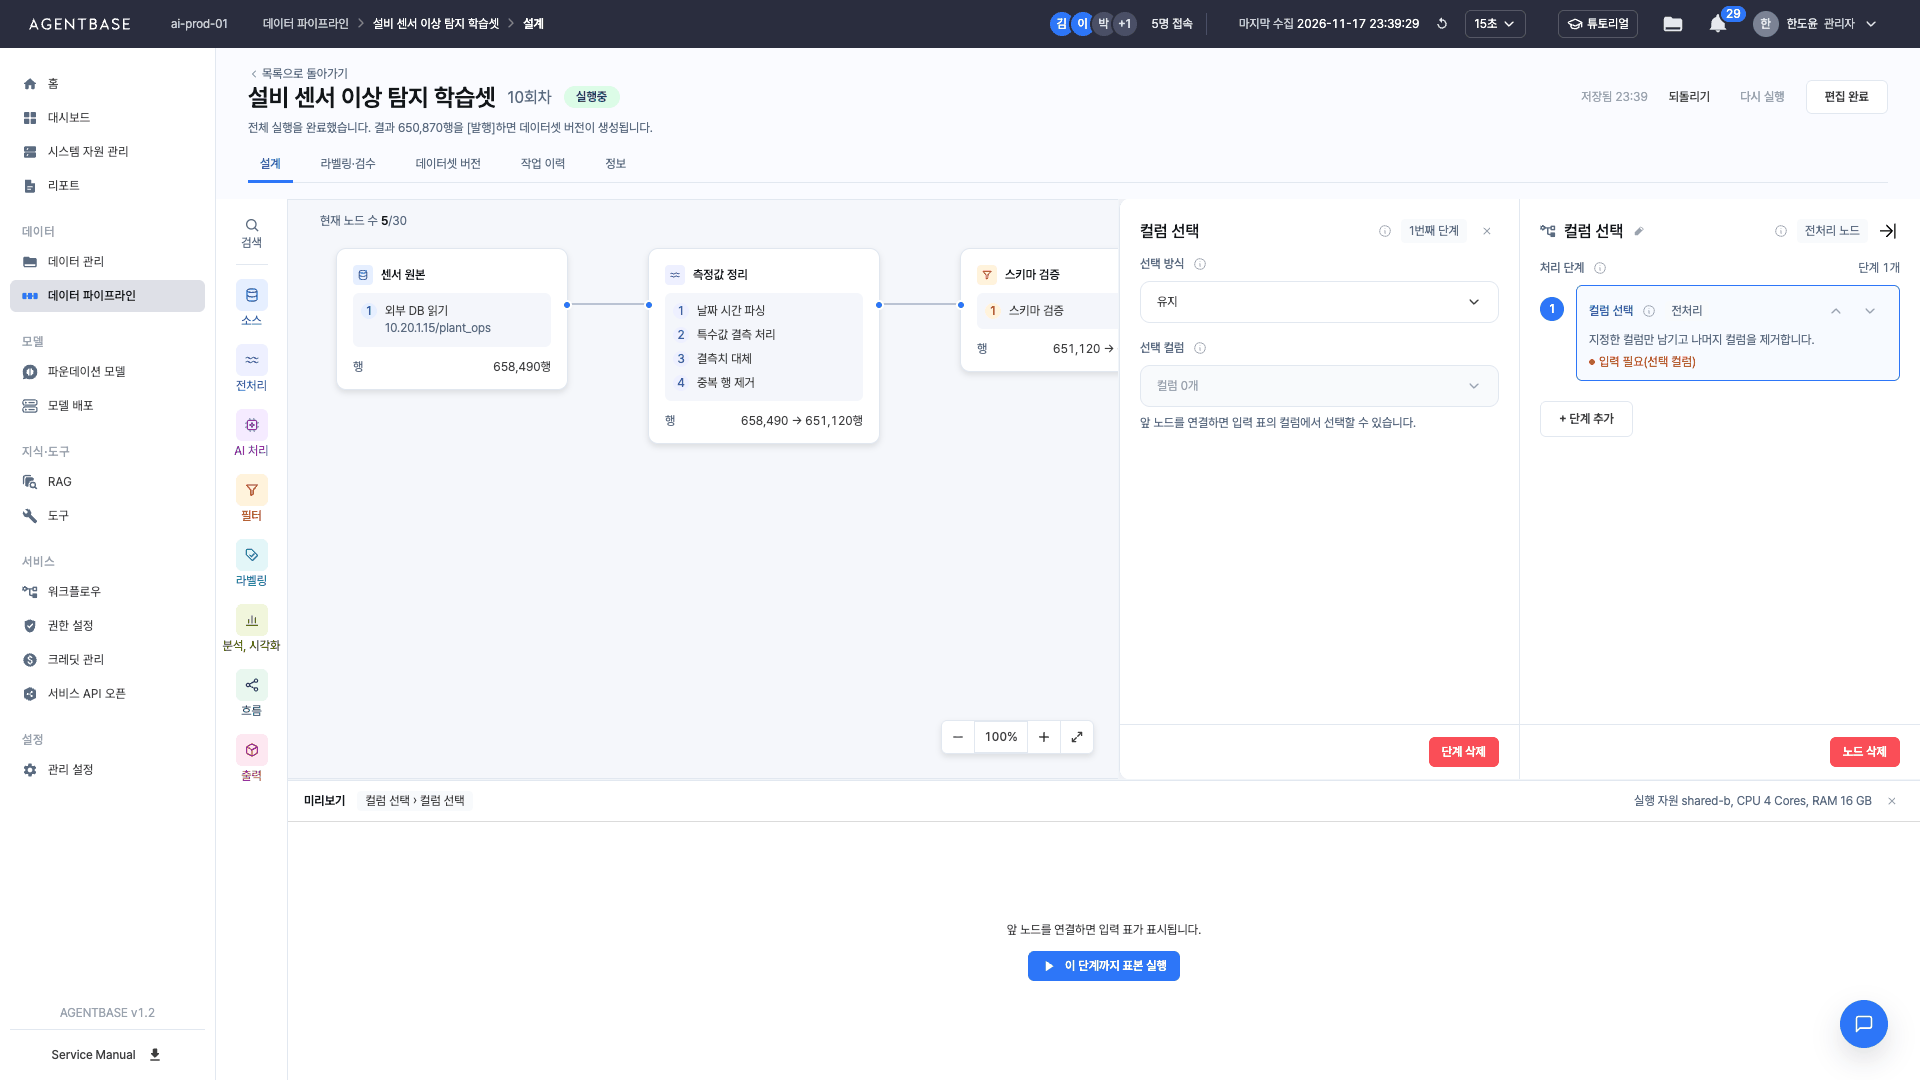 AGENTBASE
ai-prod-01
데이터 파이프라인 > 설비 센서 이상 탐지 학습셋 > 설계
김 이 박 +1 5명 접속
마지막 수집 2026-11-17 23:39:29
15초
튜토리얼
29
한 한도윤 관리자
홈
대시보드
시스템 자원 관리
리포트
데이터
데이터 관리
데이터 파이프라인
모델
파운데이션 모델
모델 배포
지식·도구
RAG
도구
서비스
워크플로우
권한 설정
크레딧 관리
서비스 API 오픈
설정
관리 설정
AGENTBASE v1.2
Service Manual
목록으로 돌아가기
설비 센서 이상 탐지 학습셋 10회차 실행중
전체 실행을 완료했습니다. 결과 650,870행을 [발행]하면 데이터셋 버전이 생성됩니다.
저장됨 23:39
되돌리기
다시 실행
편집 완료
설계
라벨링·검수
데이터셋 버전
작업 이력
정보
검색
소스
전처리
AI 처리
필터
라벨링
분석, 시각화
흐름
출력
현재 노드 수 5/30
센서 원본
1 외부 DB 읽기
10.20.1.15/plant_ops
행 658,490행
측정값 정리
1 날짜 시간 파싱
2 특수값 결측 처리
3 결측치 대체
4 중복 행 제거
행 658,490 → 651,120행
스키마 검증
1 스키마 검증
행 651,120 →
100%
컬럼 선택
1번째 단계
선택 방식
유지
선택 컬럼
컬럼 0개
앞 노드를 연결하면 입력 표의 컬럼에서 선택할 수 있습니다.
단계 삭제
컬럼 선택
전처리 노드
처리 단계
단계 1개
1 컬럼 선택 전처리
지정한 컬럼만 남기고 나머지 컬럼을 제거합니다.
입력 필요(선택 컬럼)
+ 단계 추가
노드 삭제
미리보기 컬럼 선택 › 컬럼 선택
실행 자원 shared-b, CPU 4 Cores, RAM 16 GB
앞 노드를 연결하면 입력 표가 표시됩니다.
이 단계까지 표본 실행